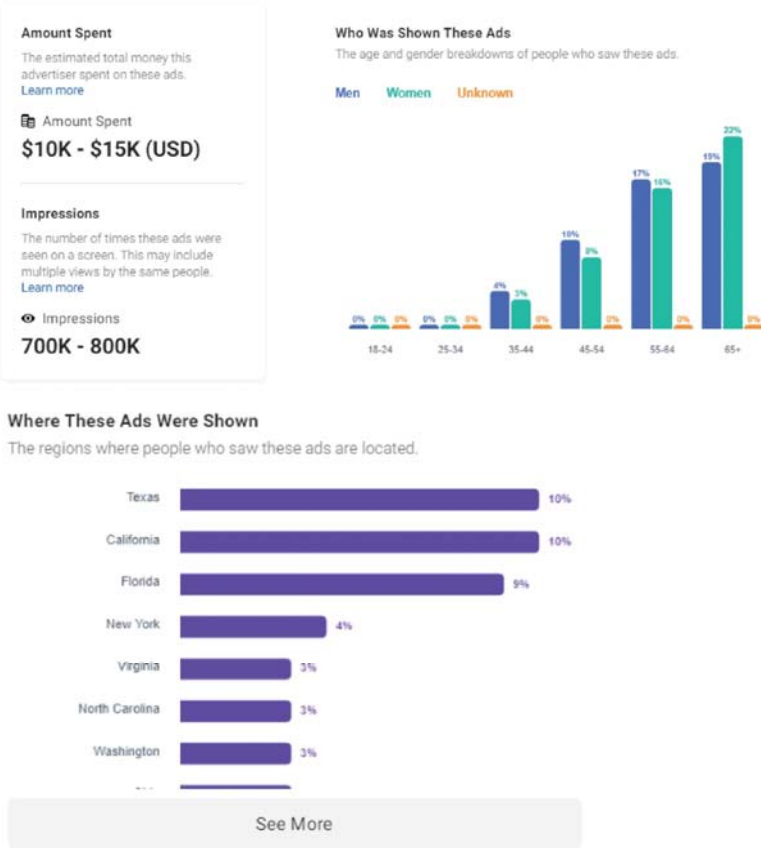 Amount Spent
The estimated total money this
advertiser spent on these ads.
Learn more
Amount Spent
$10K - $15K (USD)
Impressions
The number of times these ads were
seen on a screen. This may include
multiple views by the same people.
Learn more
Impressions
700K - 800K
Who Was Shown These Ads
The age and gender breakdowns of people who saw these ads.
Men Women Unknown
22%
19%
17% 16%
10%
8%
4%
3%
0% 0% 0% 0% 0% 0% 0% 0% 0% 0%
18-24 25-34 35-44 45-54 55-64 65+
Where These Ads Were Shown
The regions where people who saw these ads are located.
Texas 10%
California 10%
Florida 9%
New York 4%
Virginia 3%
North Carolina 3%
Washington 3%
See More